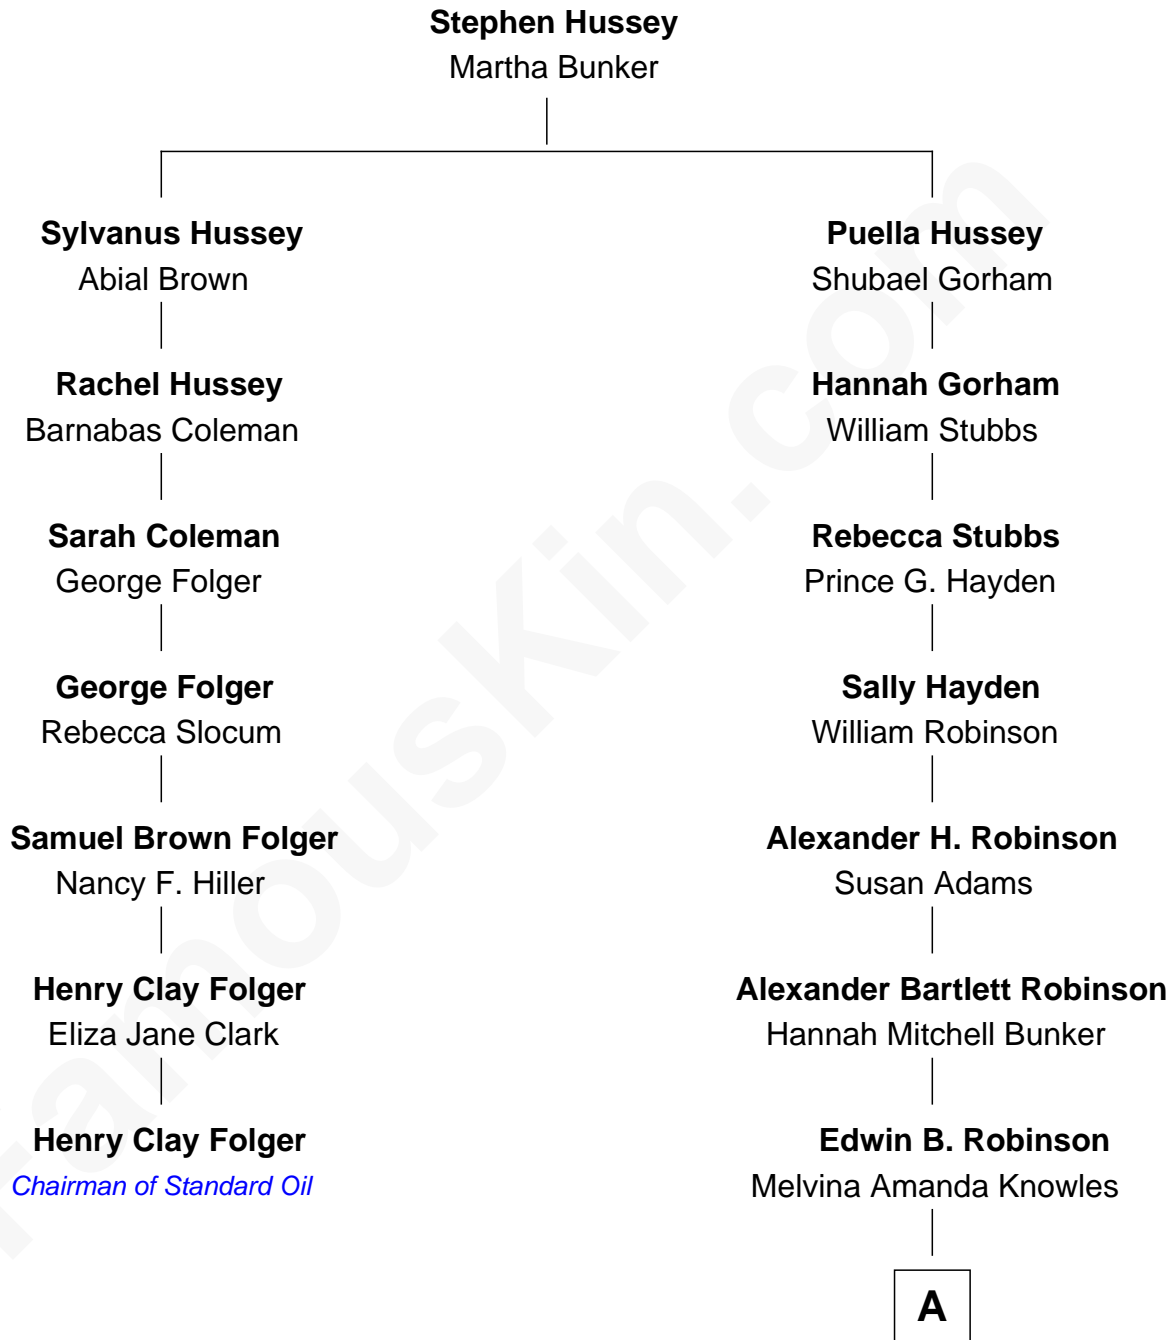 Stephen Hussey
Martha Bunker
Sylvanus Hussey
Abial Brown
Puella Hussey
Shubael Gorham
Rachel Hussey
Barnabas Coleman
Hannah Gorham
William Stubbs
Sarah Coleman
George Folger
Rebecca Stubbs
Prince G. Hayden
George Folger
Rebecca Slocum
Sally Hayden
William Robinson
Samuel Brown Folger
Nancy F. Hiller
Alexander H. Robinson
Susan Adams
Henry Clay Folger
Eliza Jane Clark
Alexander Bartlett Robinson
Hannah Mitchell Bunker
Henry Clay Folger
Chairman of Standard Oil
Edwin B. Robinson
Melvina Amanda Knowles
A
FamousKin.com